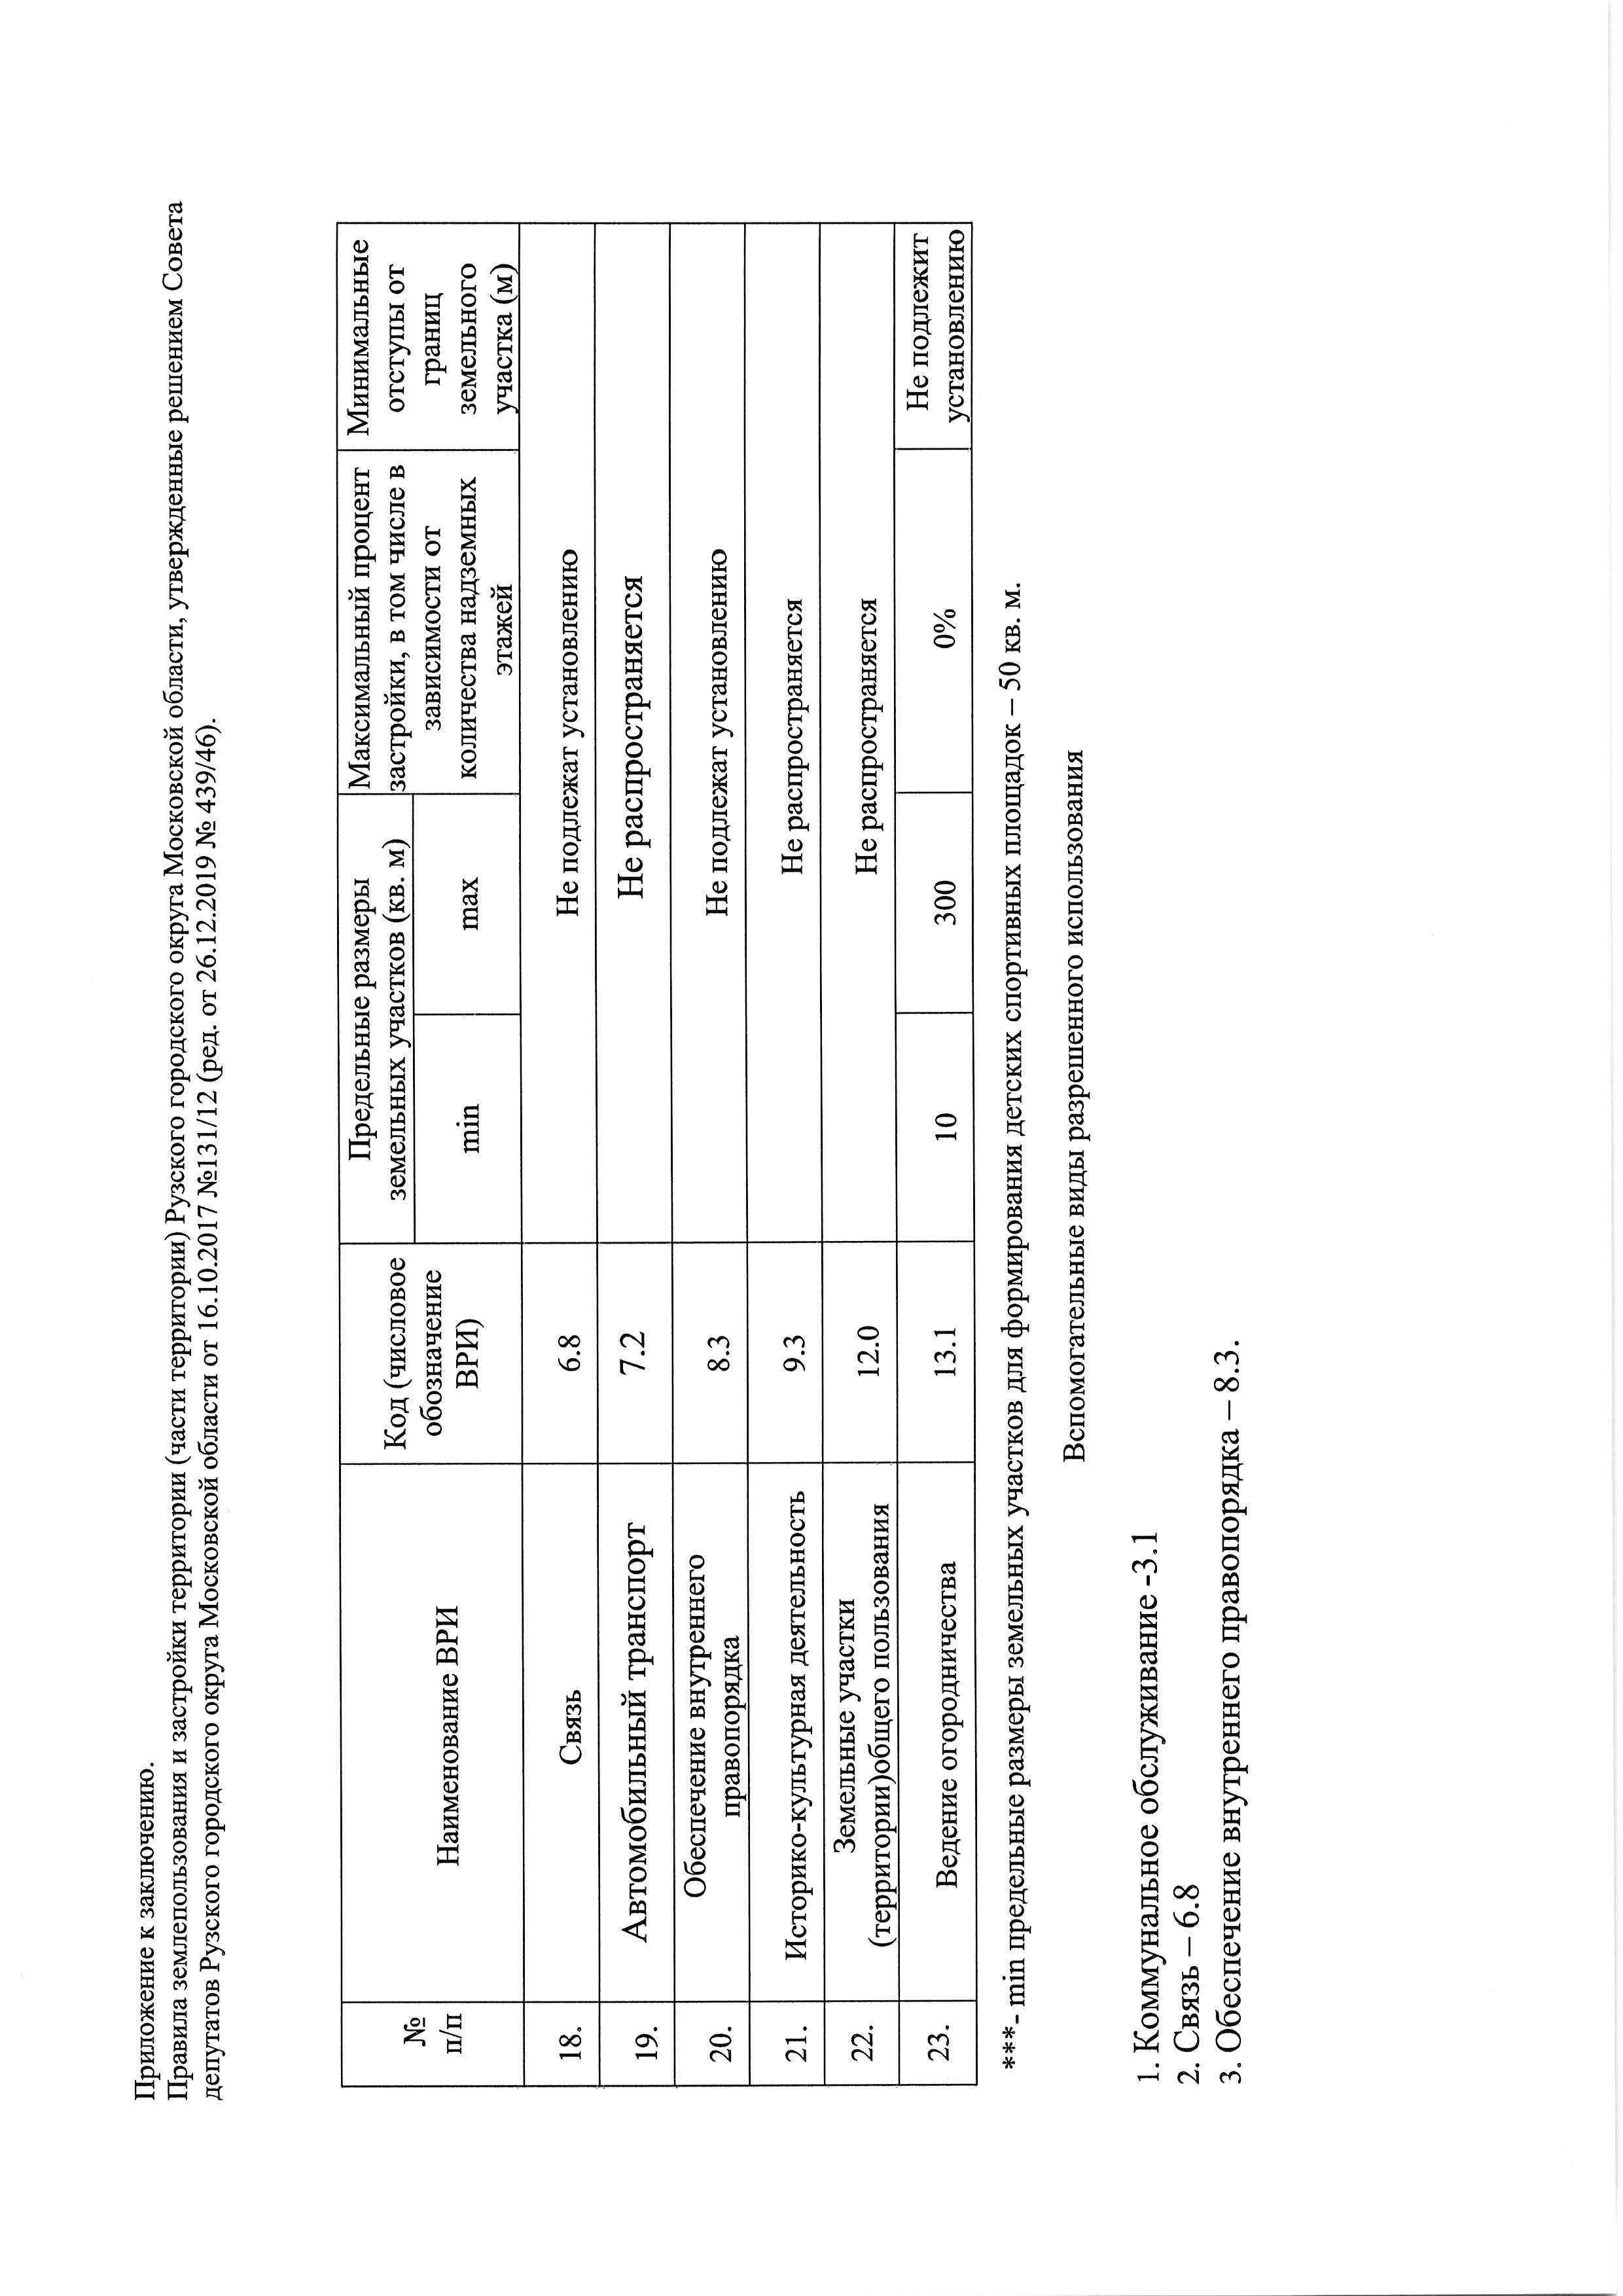 Приложение к заключению.
Правила землепользования и застройки территории (части территории) Рузского городского округа Московской области, утвержденные решением Совета
депутатов Рузского городского округа Московской области от 16.10.2017 №131/12 (ред. от 26.12.2019 № 439/46).
№
п/п
Наименование ВРИ
Код (числовое
обозначение
ВРИ)
Предельные размеры
земельных участков (кв. м)
min
max
Максимальный процент
застройки, в том числе в
зависимости от
количества надземных
этажей
Минимальные
отступы от
границ
земельного
участка (м)
18.
Связь
6.8
Не подлежат установлению
19.
Автомобильный транспорт
7.2
Не распространяется
20.
Обеспечение внутреннего
правопорядка
8.3
Не подлежат установлению
21.
Историко-культурная деятельность
9.3
Не распространяется
22.
Земельные участки
(территории)общего пользования
12.0
Не распространяется
23.
Ведение огородничества
13.1
10
300
0%
Не подлежит
установлению
***- min предельные размеры земельных участков для формирования детских спортивных площадок – 50 кв. м.
Вспомогательные виды разрешенного использования
1. Коммунальное обслуживание -3.1
2. Связь – 6.8
3. Обеспечение внутреннего правопорядка – 8.3.